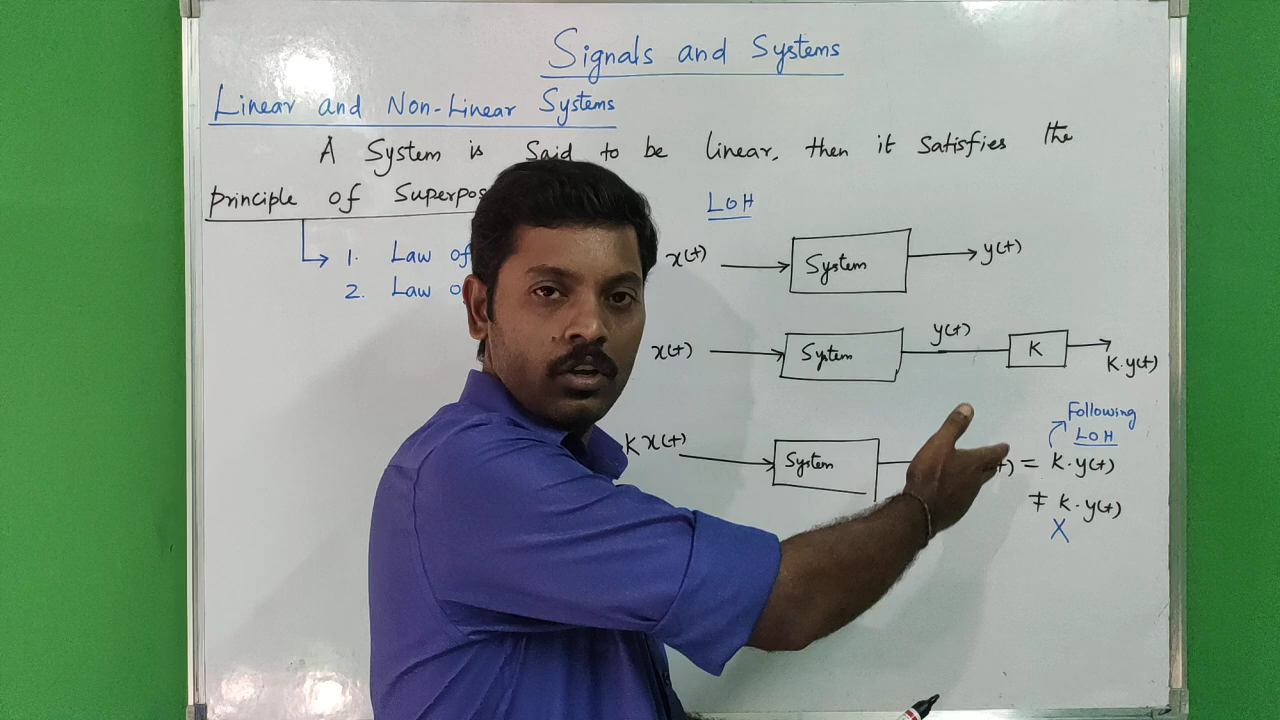 Signals and Systems
Linear and Non-Linear Systems
A System is said to be linear, then it satisfies the
principle of Superpos
1. Law of
2. Law o
LOH
x(t) System y(t)
x(t) System y(t) K K.y(t)
Following
LOH
K x(t) System t) = K.y(t)
≠ K.y(t)
X